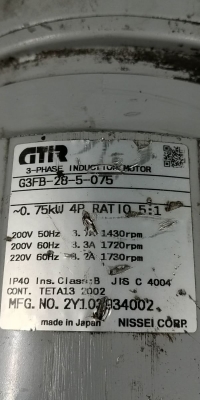 GTR
3-PHASE INDUCTION MOTOR
G3FB-28-5-075
~0.75kW 4P RATIO 5:1
200V 50Hz 1430rpm
200V 60Hz 3.3A 1720rpm
220V 60Hz 1730rpm
IP40 Ins.Class:B JIS C 4004
CONT. TETA13 2002
MFG.NO.
made in Japan NISSEI CORP.